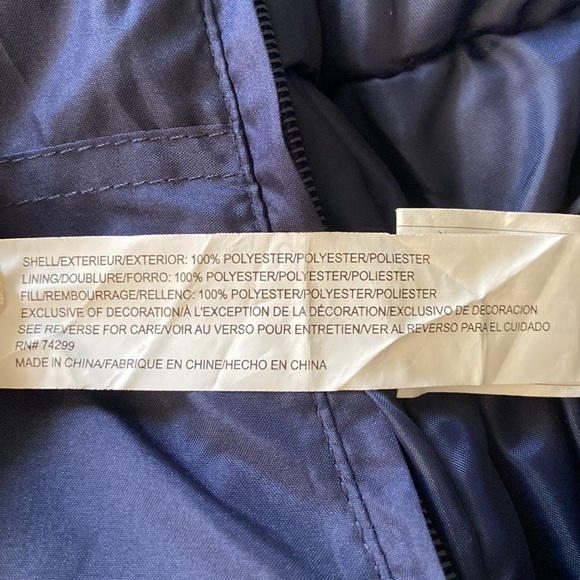 SHELL/EXTERIEUR/EXTERIOR: 100% POLYESTER/POLYESTER/POLIESTER
LINING/DOUBLURE/FORRO: 100% POLYESTER/POLYESTER/POLIESTER
FILL/REMBOURRAGE/RELLENC: 100% POLYESTER/POLYESTER/POLIESTER
EXCLUSIVE OF DECORATION/À L'EXCEPTION DE LA DÉCORATION/EXCLUSIVO DE DECORACION
SEE REVERSE FOR CARE/VOIR AU VERSO POUR ENTRETIEN/VER AL REVERSO PARA EL CUIDADO
RN# 74299
MADE IN CHINA/FABRIQUE EN CHINE/HECHO EN CHINA